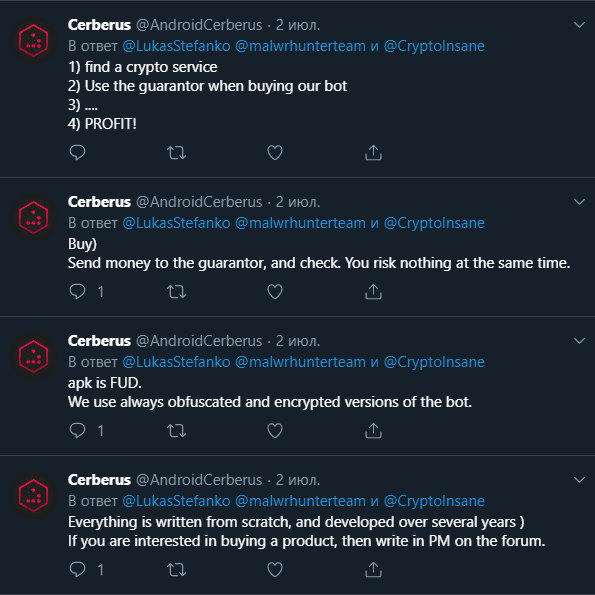 Cerberus @AndroidCerberus · 2 июл.
В ответ @LukasStefanko @malwrhunterteam и @CryptoInsane
1) find a crypto service
2) Use the guarantor when buying our bot
3) ....
4) PROFIT!
Cerberus @AndroidCerberus · 2 июл.
В ответ @LukasStefanko @malwrhunterteam и @CryptoInsane
Buy)
Send money to the guarantor, and check. You risk nothing at the same time.
1
Cerberus @AndroidCerberus · 2 июл.
В ответ @LukasStefanko @malwrhunterteam и @CryptoInsane
apk is FUD.
We use always obfuscated and encrypted versions of the bot.
1
Cerberus @AndroidCerberus · 2 июл.
В ответ @LukasStefanko @malwrhunterteam и @CryptoInsane
Everything is written from scratch, and developed over several years )
If you are interested in buying a product, then write in PM on the forum.
1